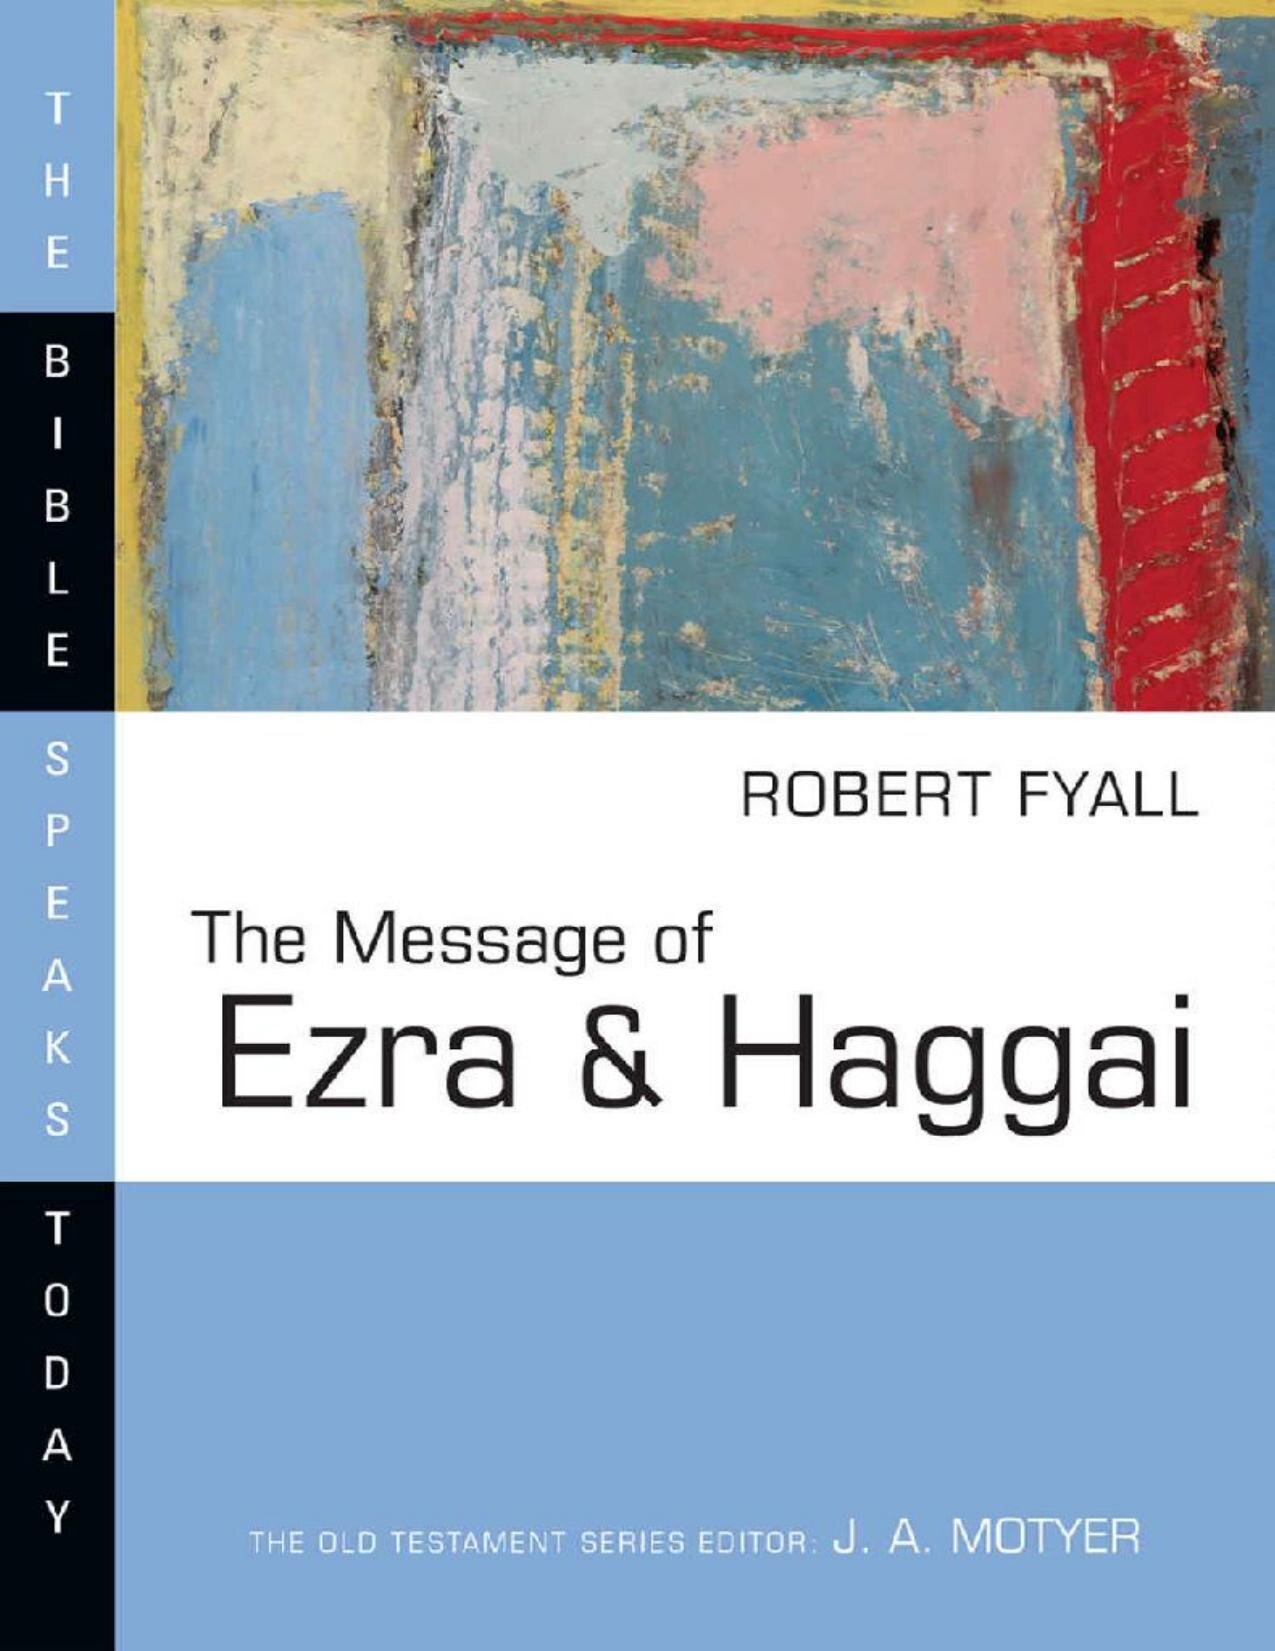 THE
BIBLE
SPEAKS
TODAY
ROBERT FYALL
The Message of
Ezra & Haggai
THE OLD TESTAMENT SERIES EDITOR: J. A. MOTYER